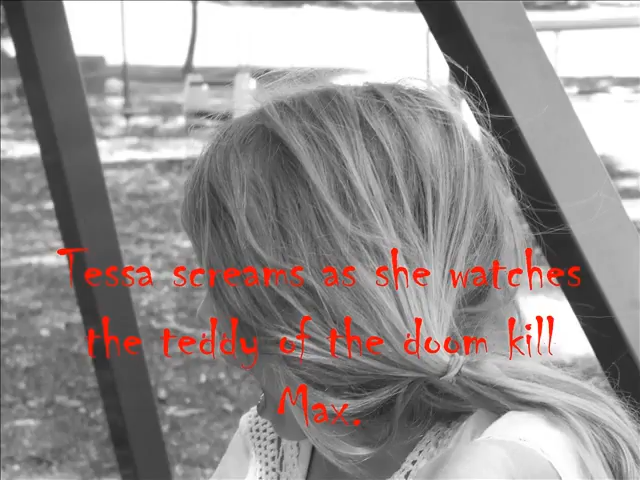 Tessa screams as she watches
the teddy of the doom kill
Max.